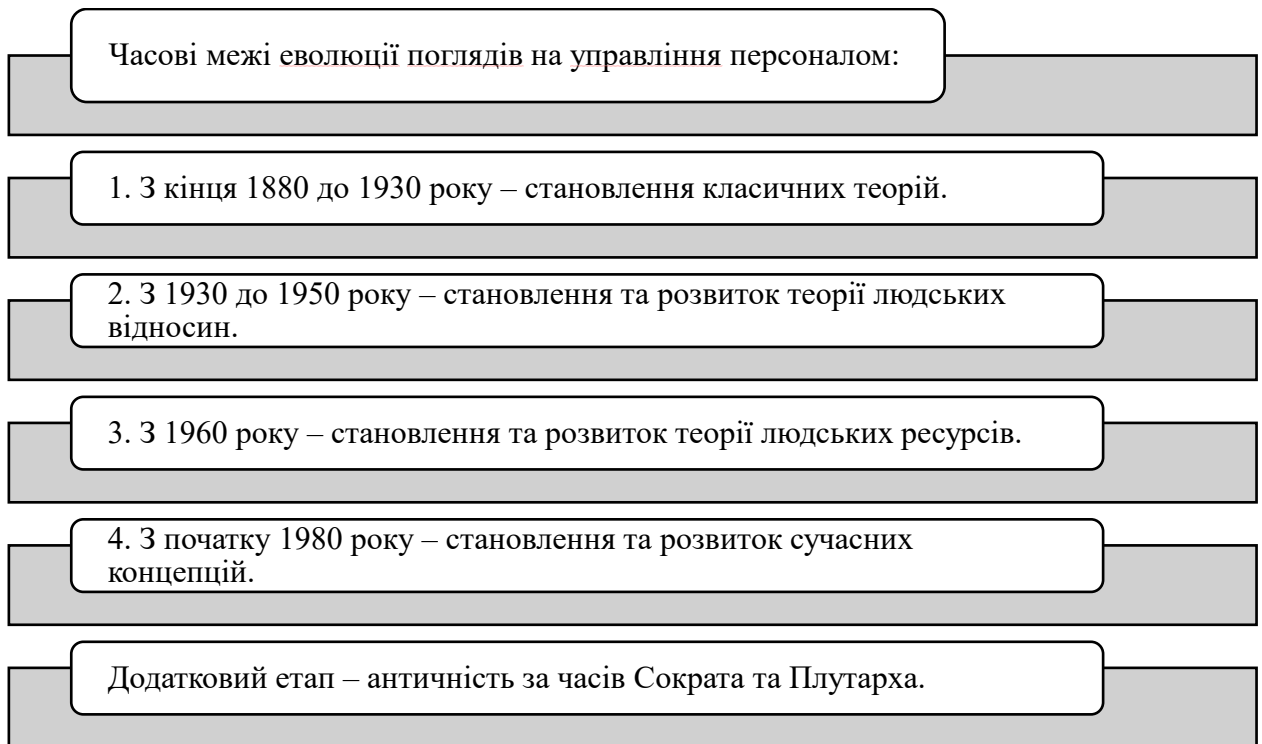 Часові межі еволюції поглядів на управління персоналом:
1. З кінця 1880 до 1930 року – становлення класичних теорій.
2. З 1930 до 1950 року – становлення та розвиток теорії людських
відносин.
3. З 1960 року – становлення та розвиток теорії людських ресурсів.
4. З початку 1980 року – становлення та розвиток сучасних
концепцій.
Додатковий етап – античність за часів Сократа та Плутарха.